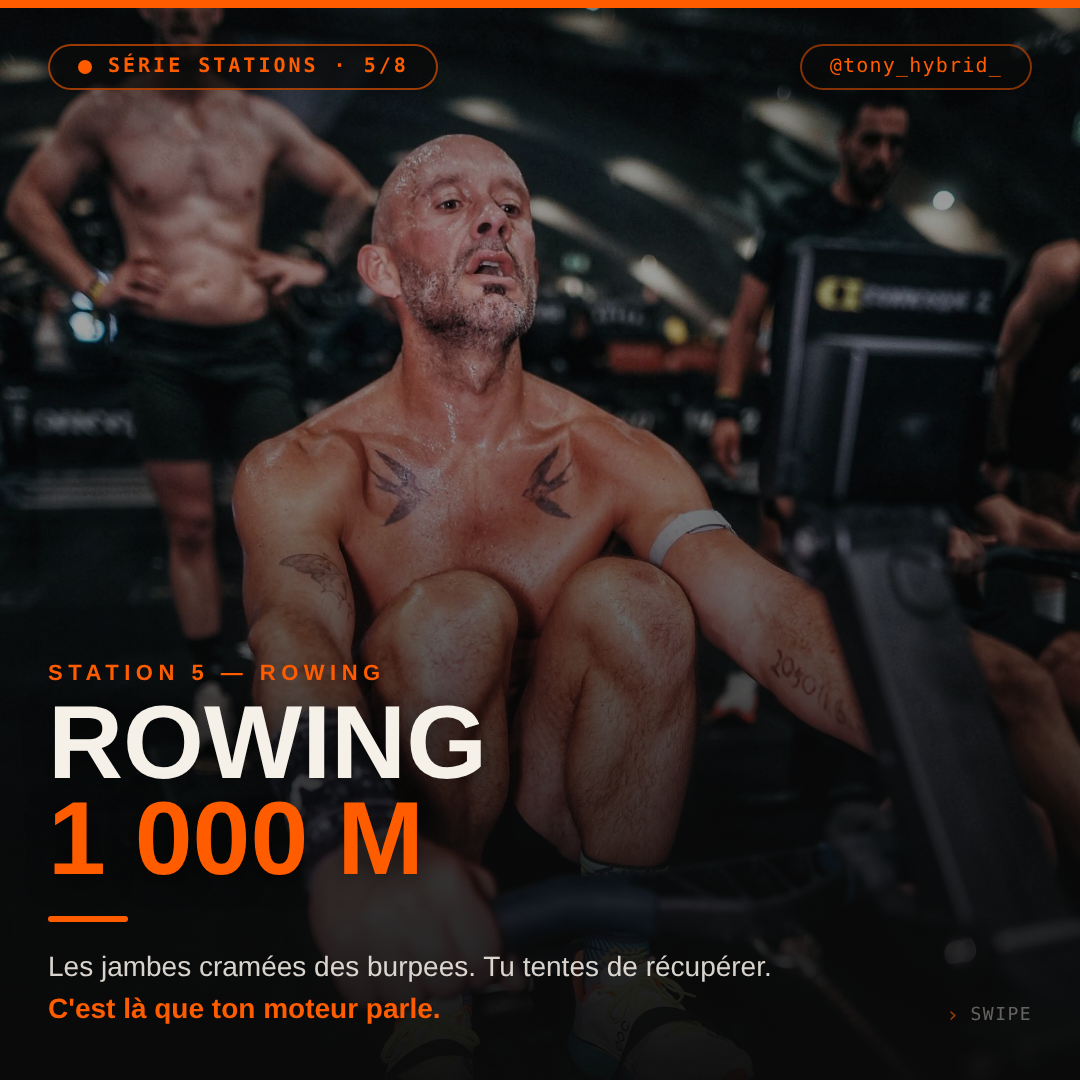 SÉRIE STATIONS · 5/8
@tony_hybrid_
STATION 5 — ROWING
ROWING
1 000 M
Les jambes cramées des burpees. Tu tentes de récupérer.
C'est là que ton moteur parle.
› SWIPE